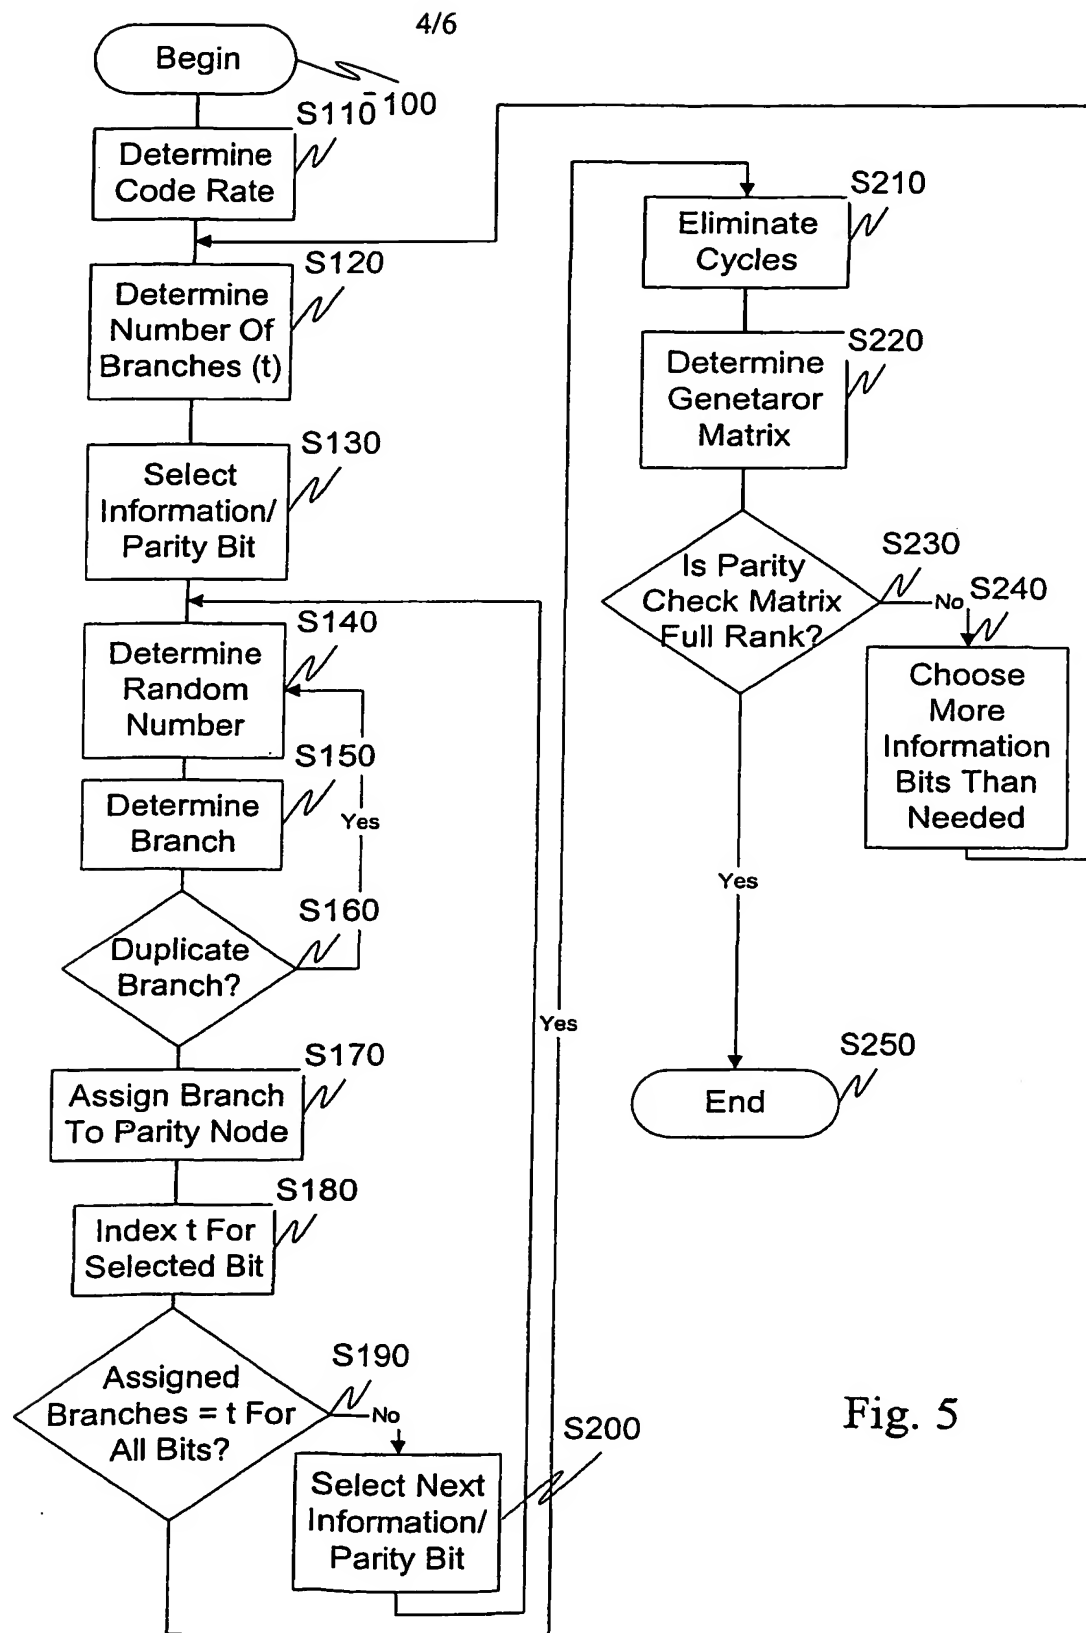 4/6
Begin
100
S110
Determine
Code Rate
S120
Determine
Number Of
Branches (t)
S130
Select
Information/
Parity Bit
S140
Determine
Random
Number
S150
Determine
Branch
Yes
S160
Duplicate
Branch?
S170
Assign Branch
To Parity Node
S180
Index t For
Selected Bit
S190
Assigned
Branches = t For
All Bits?
No
S200
Select Next
Information/
Parity Bit
Yes
S210
Eliminate
Cycles
S220
Determine
Genetaror
Matrix
S230
Is Parity
Check Matrix
Full Rank?
No
S240
Choose
More
Information
Bits Than
Needed
Yes
S250
End
Fig. 5